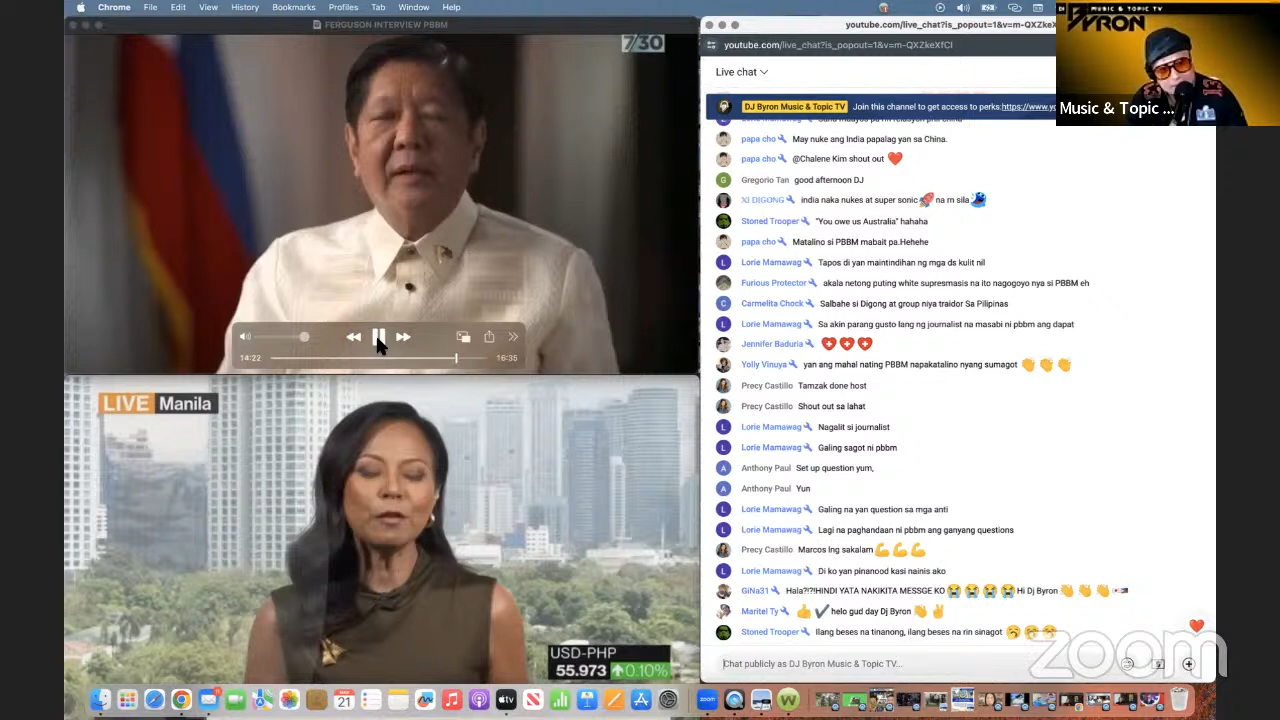 Chrome File Edit View History Bookmarks Profiles Tab Window Help
FERGUSON INTERVIEW PBBM
7/30
14:22
16:35
LIVE Manila
USD-PHP
55.973 0.10%
youtube.com/live_chat?is_popout=1&v=m-QXZkeX
youtube.com/live_chat?is_popout=1&v=m-QXZkeXfCI
Live chat
DJ Byron Music & Topic TV Join this channel to get access to perks:https://www.yo
papa cho May nuke ang India papalag yan sa China.
papa cho @Chalene Kim shout out ❤️
G Gregorio Tan good afternoon DJ
XI DIGONG india naka nukes at super sonic🚀 na rn sila
Stoned Trooper "You owe us Australia" hahaha
papa cho Matalino si PBBM mabait pa.Hehehe
L Lorie Mamawag Tapos di yan maintindihan ng mga ds kulit nil
Furious Protector akala netong puting white supresmasis na ito nagogoyo nya si PBBM eh
C Carmelita Chock Salbahe si Digong at group niya traidor Sa Pilipinas
L Lorie Mamawag Sa akin parang gusto lang ng journalist na masabi ni pbbm ang dapat
Jennifer Baduria
Yolly Vinuya yan ang mahal nating PBBM napakatalino nyang sumagot 👏👏👏
Precy Castillo Tamzak done host
Precy Castillo Shout out sa lahat
L Lorie Mamawag Nagalit si journalist
L Lorie Mamawag Galing sagot ni pbbm
A Anthony Paul Set up question yum,
A Anthony Paul Yun
L Lorie Mamawag Galing na yan question sa mga anti
L Lorie Mamawag Lagi na paghandaan ni pbbm ang ganyang questions
Precy Castillo Marcos lng sakalam💪💪💪
L Lorie Mamawag Di ko yan pinanood kasi nainis ako
GiNa31 Hala?!?!HINDI YATA NAKIKITA MESSGE KO😭😭😭😭Hi Dj Byron👏👏👏
Maritel Ty 👍✔️helo gud day Dj Byron👏✌️
Stoned Trooper Ilang beses na tinanong, ilang beses na rin sinagot
Chat publicly as DJ Byron Music & Topic TV...
MUSIC & TOPIC TV
BYRON
Music & Topic ...
zoom